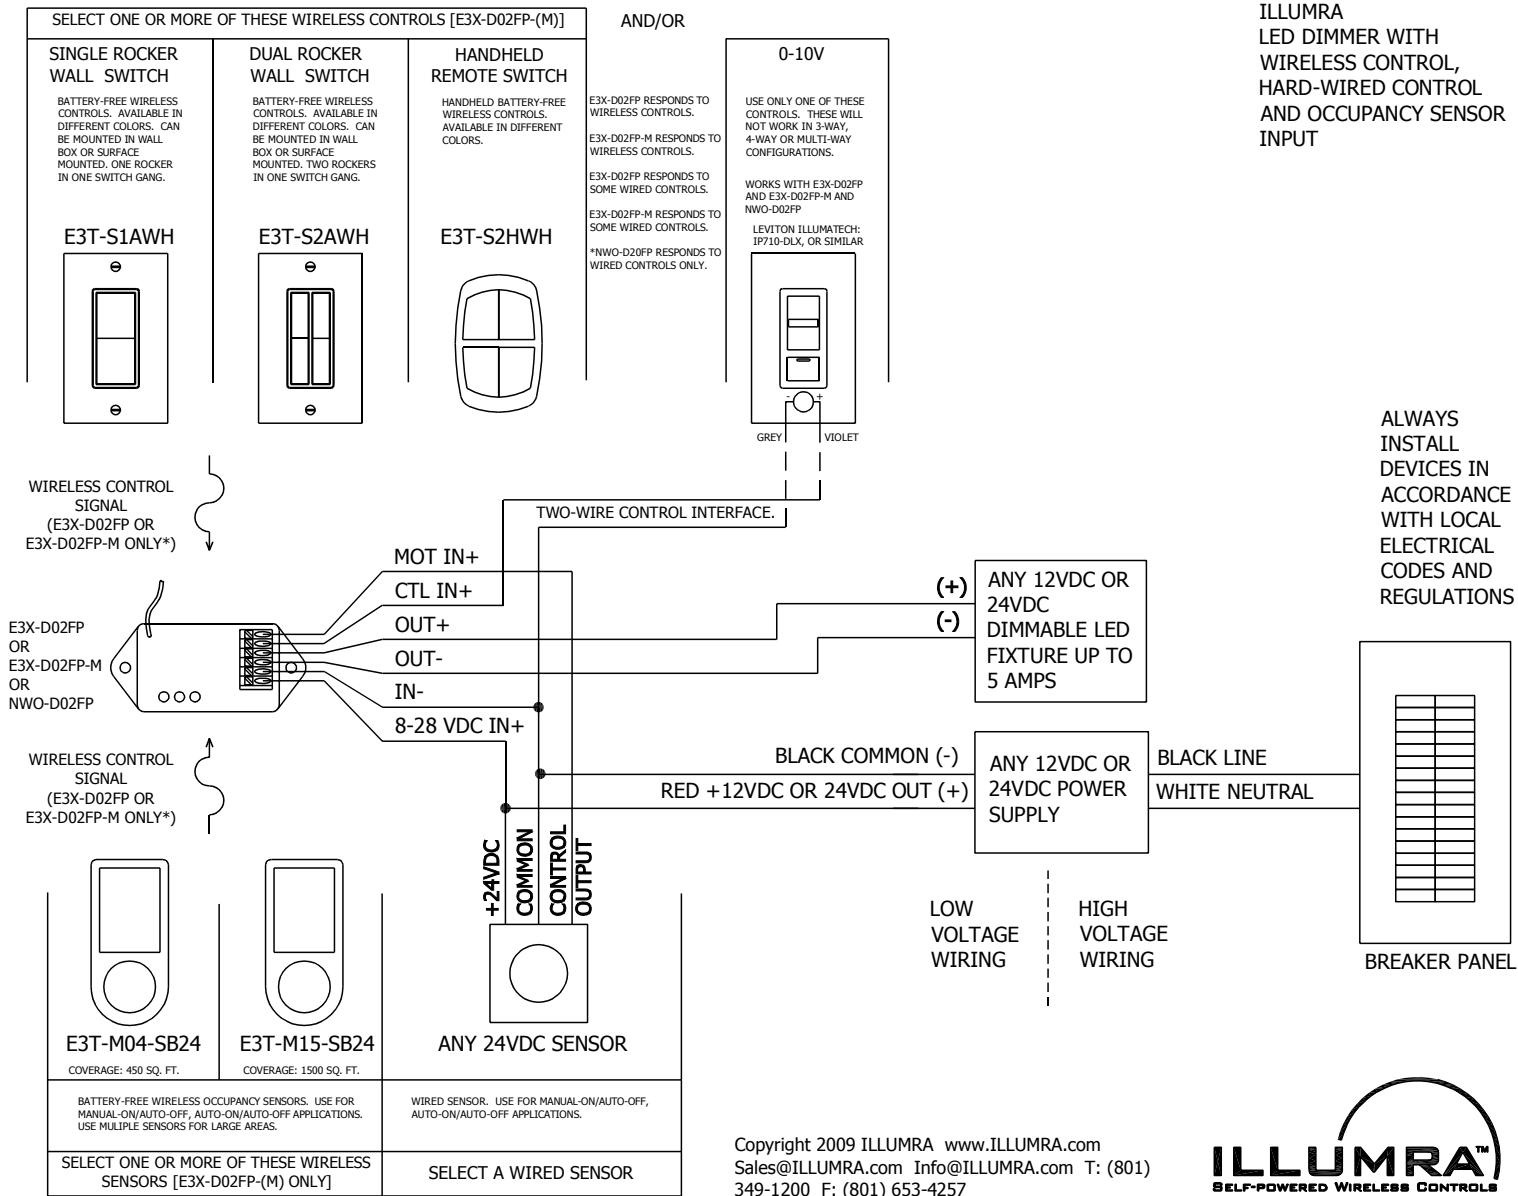 SELECT ONE OR MORE OF THESE WIRELESS CONTROLS [E3X-D02FP-(M)]
AND/OR
ILLUMRA
LED DIMMER WITH
WIRELESS CONTROL,
HARD-WIRED CONTROL
AND OCCUPANCY SENSOR
INPUT
SINGLE ROCKER
WALL SWITCH
BATTERY-FREE WIRELESS
CONTROLS. AVAILABLE IN
DIFFERENT COLORS. CAN
BE MOUNTED IN WALL
BOX OR SURFACE
MOUNTED. ONE ROCKER
IN ONE SWITCH GANG.
E3T-S1AWH
DUAL ROCKER
WALL SWITCH
BATTERY-FREE WIRELESS
CONTROLS. AVAILABLE IN
DIFFERENT COLORS. CAN
BE MOUNTED IN WALL
BOX OR SURFACE
MOUNTED. TWO ROCKERS
IN ONE SWITCH GANG.
E3T-S2AWH
HANDHELD
REMOTE SWITCH
HANDHELD BATTERY-FREE
WIRELESS CONTROLS.
AVAILABLE IN DIFFERENT
COLORS.
E3T-S2HWH
E3X-D02FP RESPONDS TO
WIRELESS CONTROLS.
E3X-D02FP-M RESPONDS TO
WIRELESS CONTROLS.
E3X-D02FP RESPONDS TO
SOME WIRED CONTROLS.
E3X-D02FP-M RESPONDS TO
SOME WIRED CONTROLS.
*NWO-D20FP RESPONDS TO
WIRED CONTROLS ONLY.
0-10V
USE ONLY ONE OF THESE
CONTROLS. THESE WILL
NOT WORK IN 3-WAY,
4-WAY OR MULTI-WAY
CONFIGURATIONS.
WORKS WITH E3X-D02FP
AND E3X-D02FP-M AND
NWO-D02FP
LEVITON ILLUMATECH:
IP710-DLX, OR SIMILAR
- +
GREY VIOLET
ALWAYS
INSTALL
DEVICES IN
ACCORDANCE
WITH LOCAL
ELECTRICAL
CODES AND
REGULATIONS
WIRELESS CONTROL
SIGNAL
(E3X-D02FP OR
E3X-D02FP-M ONLY*)
TWO-WIRE CONTROL INTERFACE.
MOT IN+
CTL IN+
OUT+
OUT-
IN-
8-28 VDC IN+
E3X-D02FP
OR
E3X-D02FP-M
OR
NWO-D02FP
(+)
(-)
ANY 12VDC OR
24VDC
DIMMABLE LED
FIXTURE UP TO
5 AMPS
WIRELESS CONTROL
SIGNAL
(E3X-D02FP OR
E3X-D02FP-M ONLY*)
BLACK COMMON (-)
RED +12VDC OR 24VDC OUT (+)
ANY 12VDC OR
24VDC POWER
SUPPLY
BLACK LINE
WHITE NEUTRAL
+24VDC
COMMON
CONTROL
OUTPUT
LOW
VOLTAGE
WIRING
HIGH
VOLTAGE
WIRING
BREAKER PANEL
E3T-M04-SB24
COVERAGE: 450 SQ. FT.
E3T-M15-SB24
COVERAGE: 1500 SQ. FT.
ANY 24VDC SENSOR
BATTERY-FREE WIRELESS OCCUPANCY SENSORS. USE FOR
MANUAL-ON/AUTO-OFF, AUTO-ON/AUTO-OFF APPLICATIONS.
USE MULIPLE SENSORS FOR LARGE AREAS.
WIRED SENSOR. USE FOR MANUAL-ON/AUTO-OFF,
AUTO-ON/AUTO-OFF APPLICATIONS.
SELECT ONE OR MORE OF THESE WIRELESS
SENSORS [E3X-D02FP-(M) ONLY]
SELECT A WIRED SENSOR
Copyright 2009 ILLUMRA www.ILLUMRA.com
Sales@ILLUMRA.com Info@ILLUMRA.com T: (801)
349-1200 F: (801) 653-4257
ILLUMRA™
SELF-POWERED WIRELESS CONTROLS